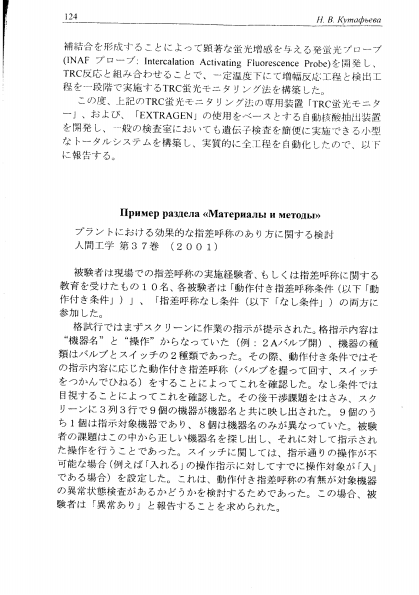 124
Н. В. Кутафьева
補結合を形成することによって顕著な蛍光増感を与える発蛍光プローブ
(INAF プローブ: Intercalation Activating Fluorescence Probe)を開発し、
TRC反応と組み合わせることで、一定温度下にて増幅反応工程と検出工
程を一段階で実施するTRC蛍光モニタリング法を構築した。
この度、上記のTRC蛍光モニタリング法の専用装置「TRC蛍光モニタ
ー」、および、「EXTRAGEN」の使用をベースとする自動核酸抽出装置
を開発し、一般の検査室においても遺伝子検査を簡便に実施できる小型
なトータルシステムを構築し、実質的に全工程を自動化したので、以下
に報告する。
Пример раздела «Материалы и методы»
プラントにおける効果的な指差呼称のあり方に関する検討
人間工学 第37巻 （2001）
被験者は現場での指差呼称の実施経験者、もしくは指差呼称に関する
教育を受けたもの10名、各被験者は「動作付き指差呼称条件（以下「動
作付き条件」）」、「指差呼称なし条件（以下「なし条件」）の両方に
参加した。
格試行ではまずスクリーンに作業の指示が提示された。格指示内容は
“機器名”と“操作”からなっていた（例：2Aバルブ開）、機器の種
類はバルブとスイッチの2種類であった。その際、動作付き条件ではそ
の指示内容に応じた動作付き指差呼称（バルブを握って回す、スイッチ
をつかんでひねる）をすることによってこれを確認した。なし条件では
目視することによってこれを確認した。その後干渉課題をはさみ、スク
リーンに3列3行で9個の機器が機器名と共に映し出された。9個のう
ち1個は指示対象機器であり、8個は機器名のみが異なっていた。被験
者の課題はこの中から正しい機器名を探し出し、それに対して指示され
た操作を行うことであった。スイッチに関しては、指示通りの操作が不
可能な場合（例えば「入れる」の操作指示に対してすでに操作対象が「入」
である場合）を設定した。これは、動作付き指差呼称の有無が対象機器
の異常状態検査があるかどうかを検討するためであった。この場合、被
験者は「異常あり」と報告することを求められた。